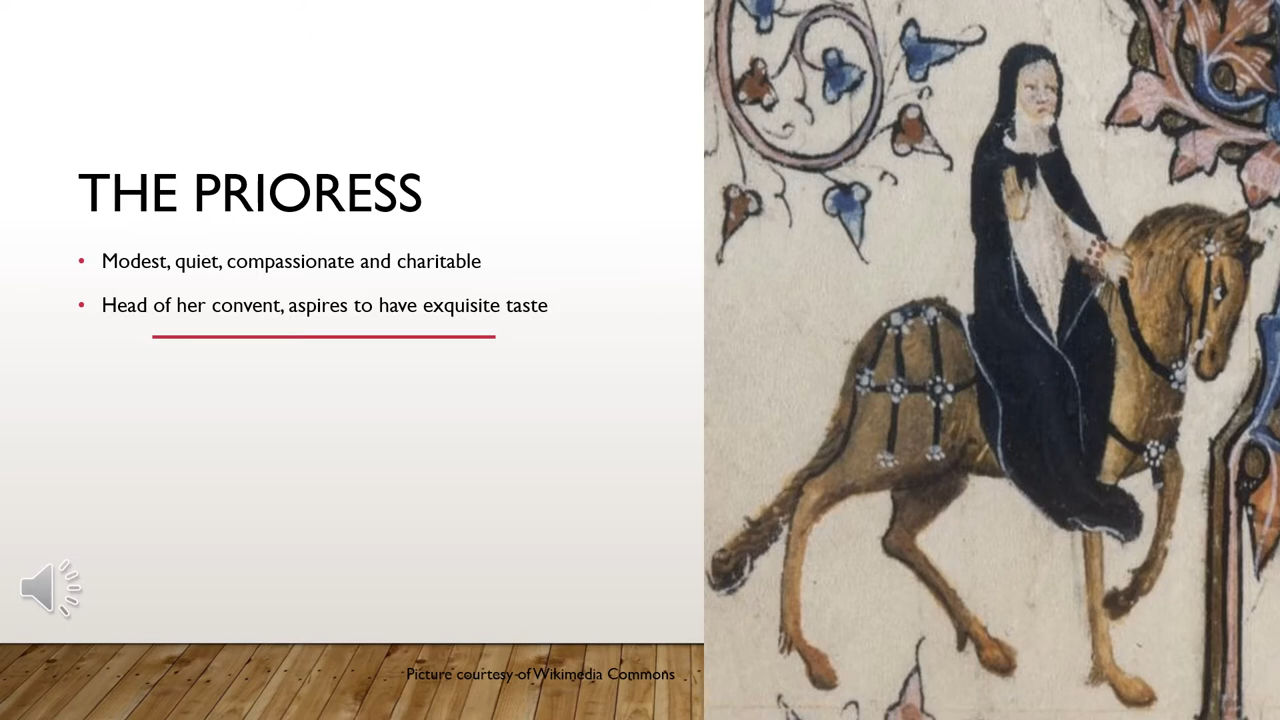 THE PRIORESS
• Modest, quiet, compassionate and charitable
• Head of her convent, aspires to have exquisite taste
Picture courtesy of Wikimedia Commons